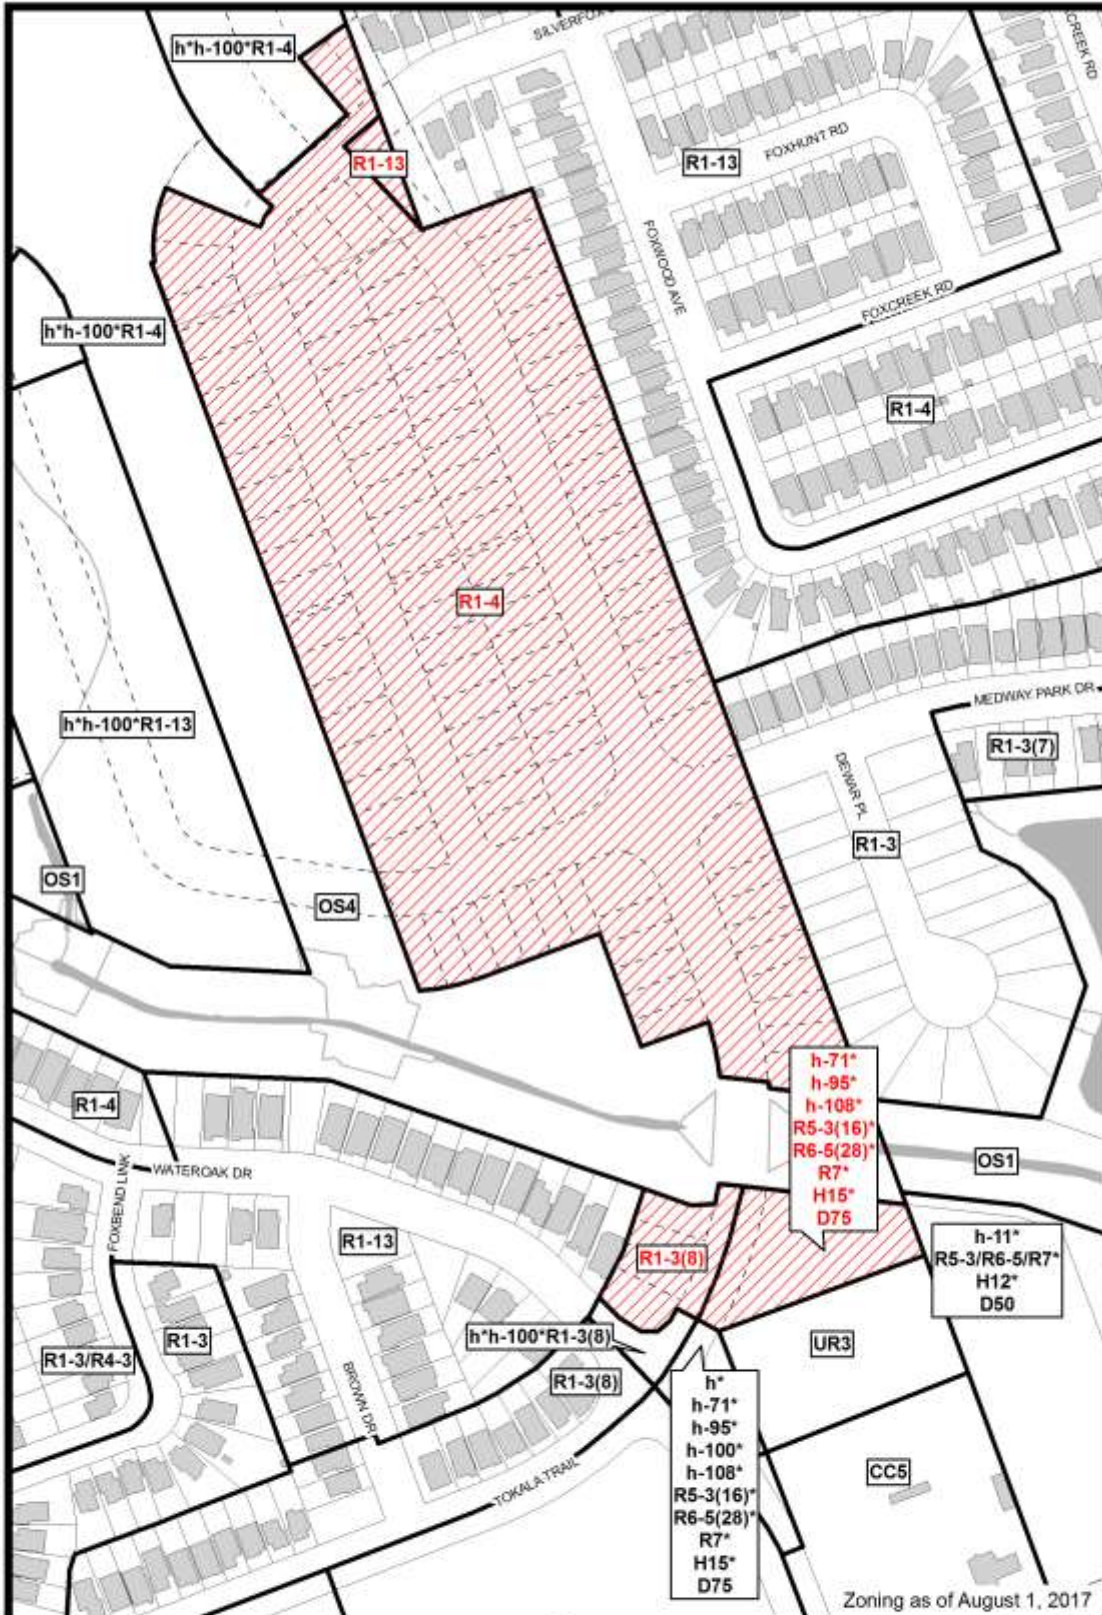 SILVERFOX
CREEK RD
h*h-100*R1-4
R1-13
R1-13
FOXHUNT RD
FOXWOOD AVE
FOXCREEK RD
h*h-100*R1-4
R1-4
R1-4
MEDWAY PARK DR
h*h-100*R1-13
R1-3(7)
DEWAR PL
R1-3
OS1
OS4
h-71*
h-95*
h-108*
R5-3(16)*
R6-5(28)*
R7*
H15*
D75
R1-4
OS1
WATEROAK DR
FOXBEND LINK
R1-13
R1-3(8)
h-11*
R5-3/R6-5/R7*
H12*
D50
h*h-100*R1-3(8)
R1-3
UR3
R1-3/R4-3
R1-3(8)
BROWN DR
h*
h-71*
h-95*
h-100*
h-108*
R5-3(16)*
R6-5(28)*
R7*
H15*
D75
CC5
TOKALA TRAIL
Zoning as of August 1, 2017